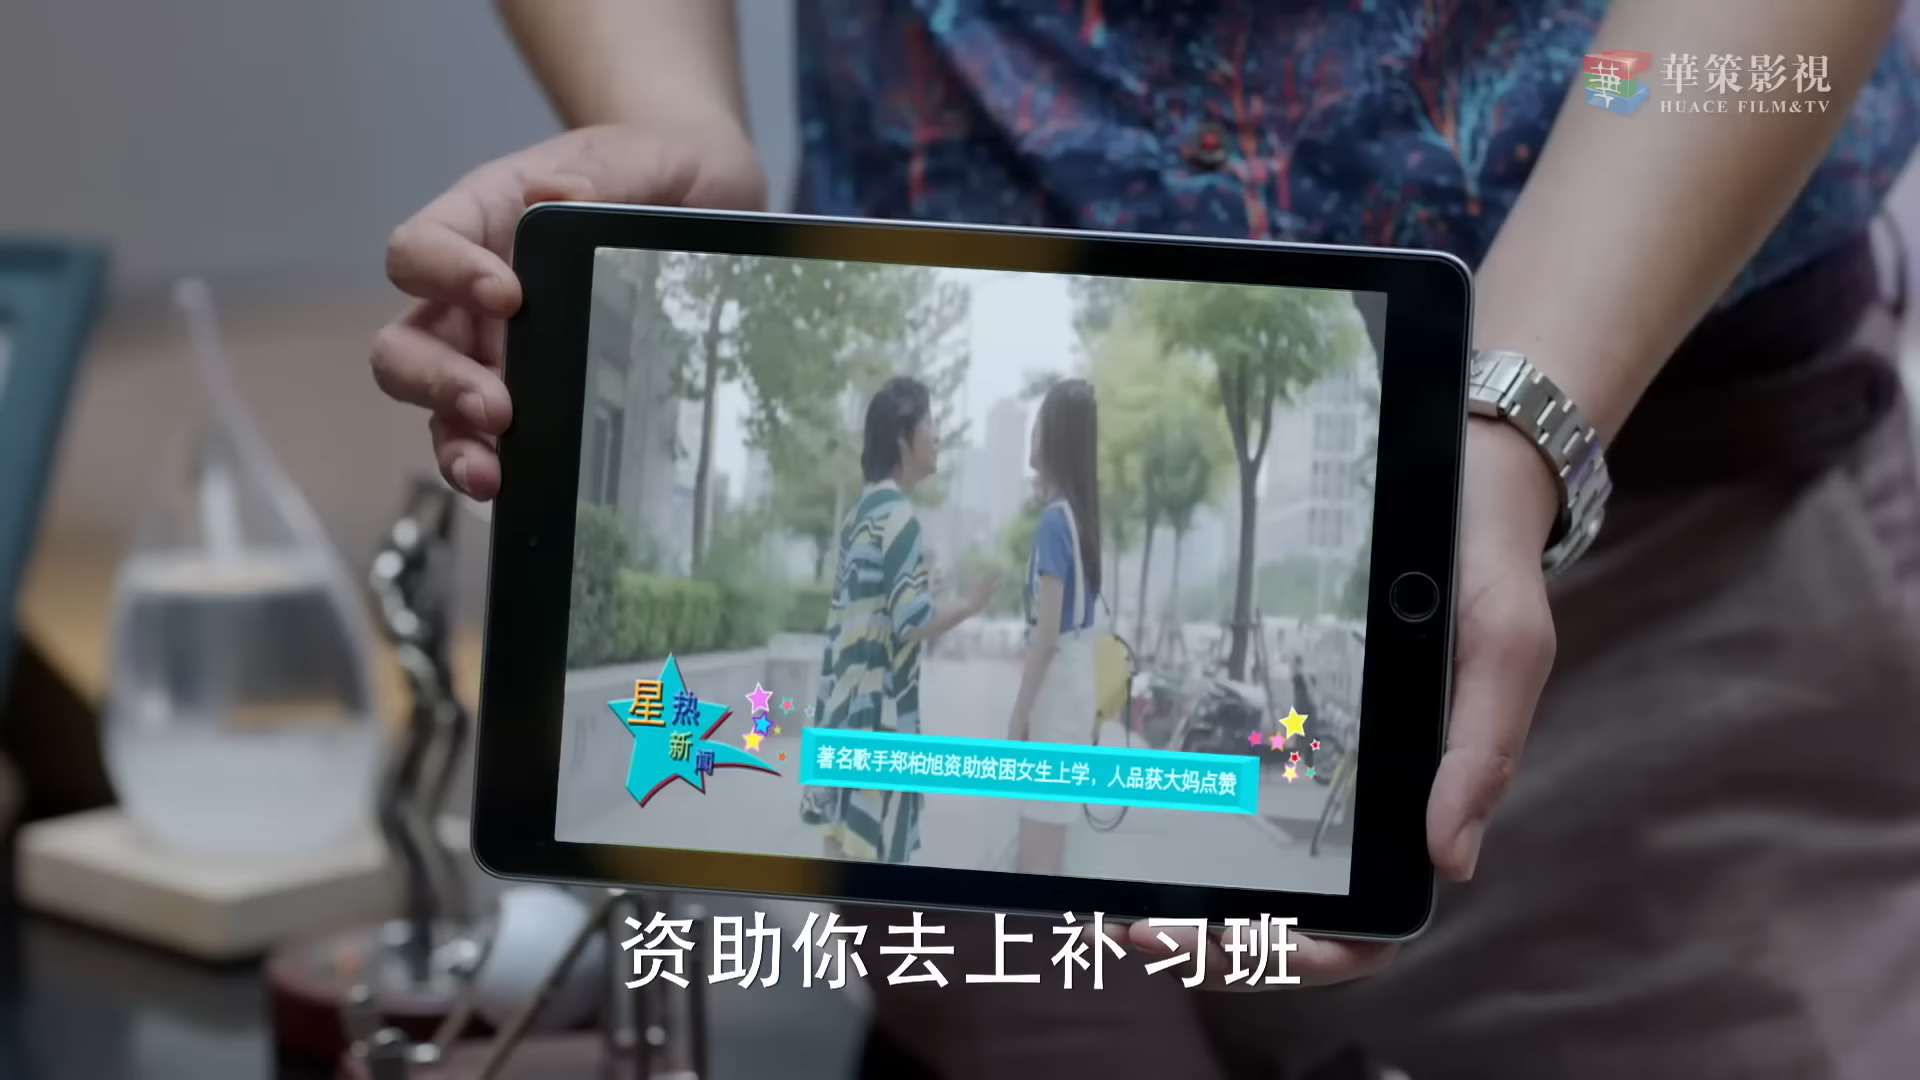 華策影視
HUACE FILM&TV
星热
新闻
著名歌手郑柏旭资助贫困女生上学，人品获大妈点赞
资助你去上补习班